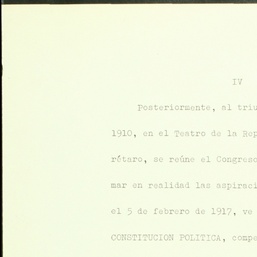 IV
Posteriormente, al triu
1910, en el Teatro de la Rep
rétaro, se reúne el Congreso
mar en realidad las aspiraci
el 5 de febrero de 1917, ve
CONSTITUCION POLITICA, compe